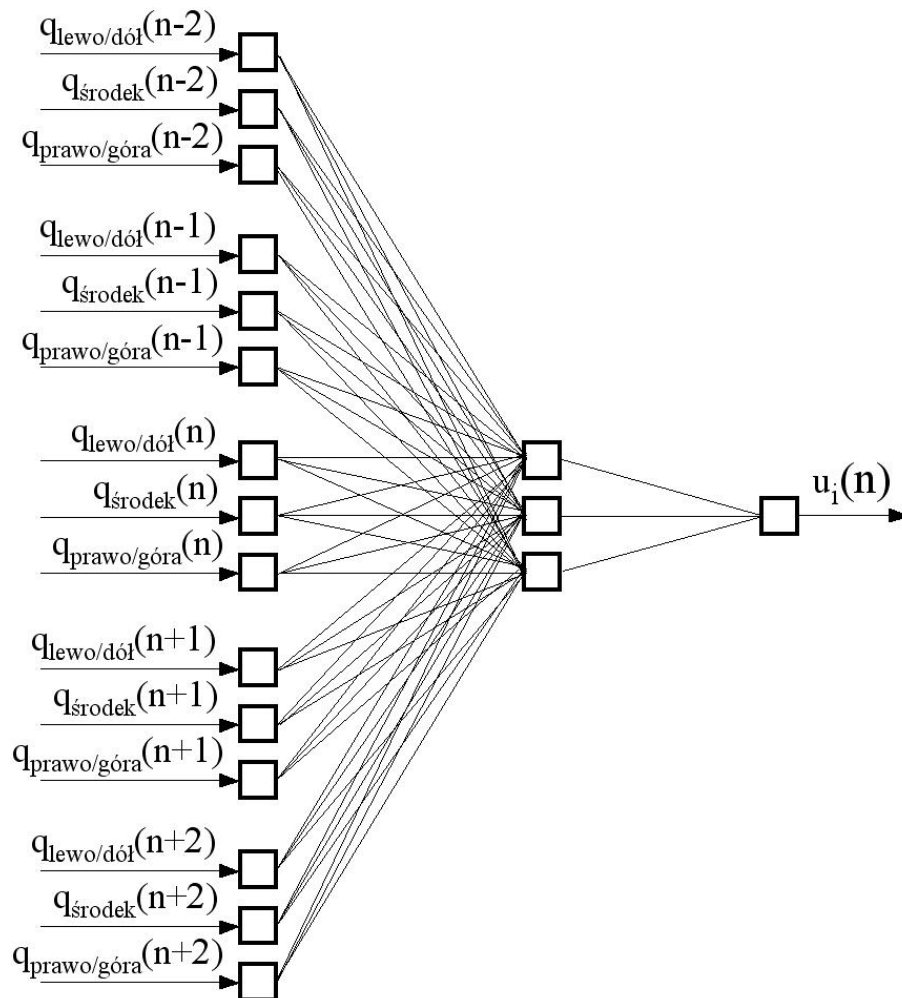 q_lewo/dół(n-2)
q_środek(n-2)
q_prawo/góra(n-2)
q_lewo/dół(n-1)
q_środek(n-1)
q_prawo/góra(n-1)
q_lewo/dół(n)
q_środek(n)
q_prawo/góra(n)
u_i(n)
q_lewo/dół(n+1)
q_środek(n+1)
q_prawo/góra(n+1)
q_lewo/dół(n+2)
q_środek(n+2)
q_prawo/góra(n+2)